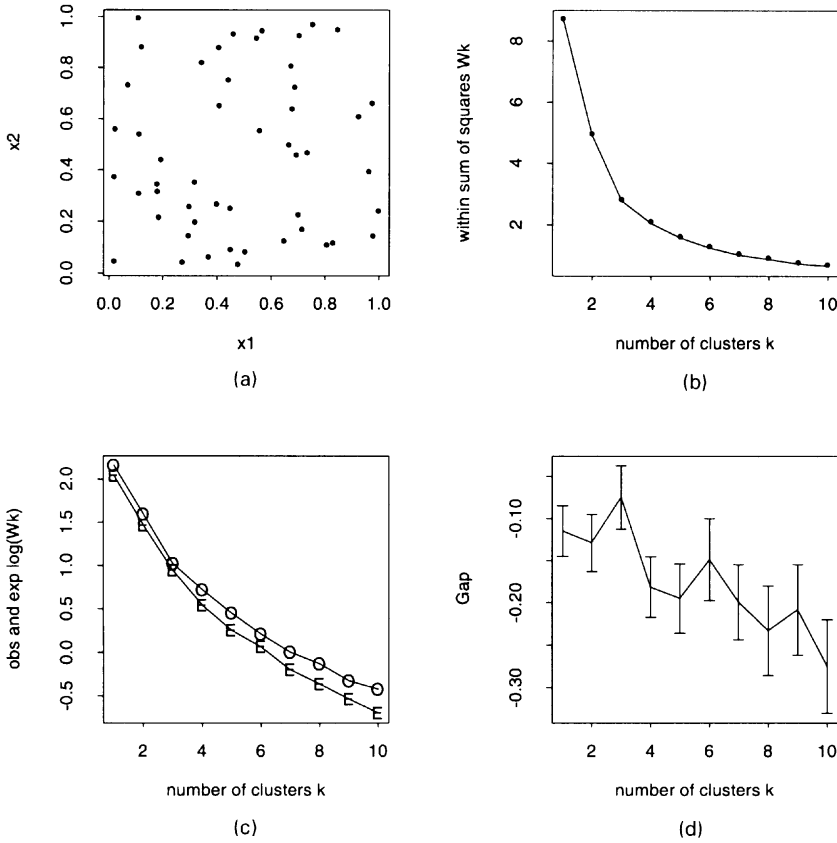 x2
0.0 0.2 0.4 0.6 0.8 1.0
0.0 0.2 0.4 0.6 0.8 1.0
x1
(a)
within sum of squares Wk
2 4 6 8
2 4 6 8 10
number of clusters k
(b)
obs and exp log(Wk)
-0.5 0.0 0.5 1.0 1.5 2.0
O O O O O O O O O O
E E E E E E E E E E
2 4 6 8 10
number of clusters k
(c)
Gap
-0.30 -0.20 -0.10
2 4 6 8 10
number of clusters k
(d)